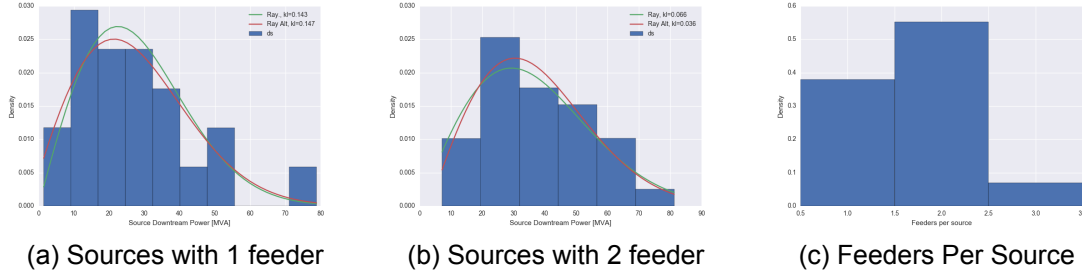 Ray., kl=0.143
Ray Alt, kl=0.147
ds
0.030
0.025
0.020
0.015
0.010
0.005
0.000
Density
0 10 20 30 40 50 60 70 80
Source Downtream Power [MVA]
(a) Sources with 1 feeder
Ray, kl=0.066
Ray Alt, kl=0.036
ds
0.030
0.025
0.020
0.015
0.010
0.005
0.000
Density
0 10 20 30 40 50 60 70 80 90
Source Downtream Power [MVA]
(b) Sources with 2 feeder
0.6
0.5
0.4
0.3
0.2
0.1
0.0
Density
0.5 1.0 1.5 2.0 2.5 3.0
Feeders per source
(c) Feeders Per Source